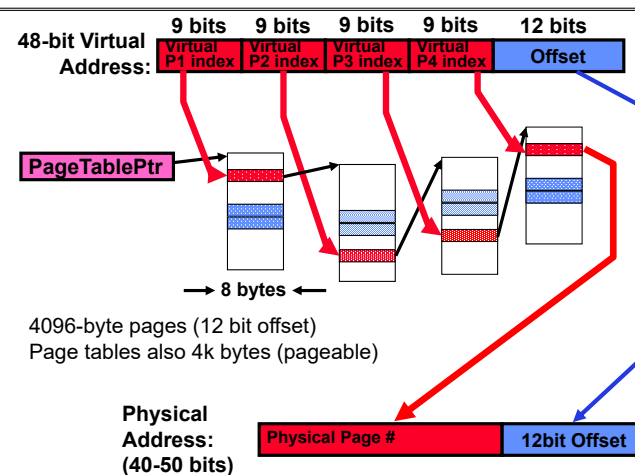 9 bits 9 bits 9 bits 9 bits 12 bits
48-bit Virtual
Address:
Virtual
P1 index
Virtual
P2 index
Virtual
P3 index
Virtual
P4 index
Offset
PageTablePtr
8 bytes
4096-byte pages (12 bit offset)
Page tables also 4k bytes (pageable)
Physical
Address:
(40-50 bits)
Physical Page #
12bit Offset